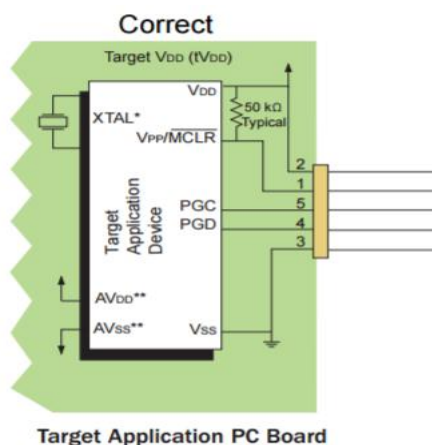 Correct
Target VDD (tVDD)
VDD
50 kΩ
Typical
XTAL*
VPP/MCLR
2
1
PGC
5
PGD
4
3
Target
Application
Device
AVDD**
AVSS**
VSS
Target Application PC Board